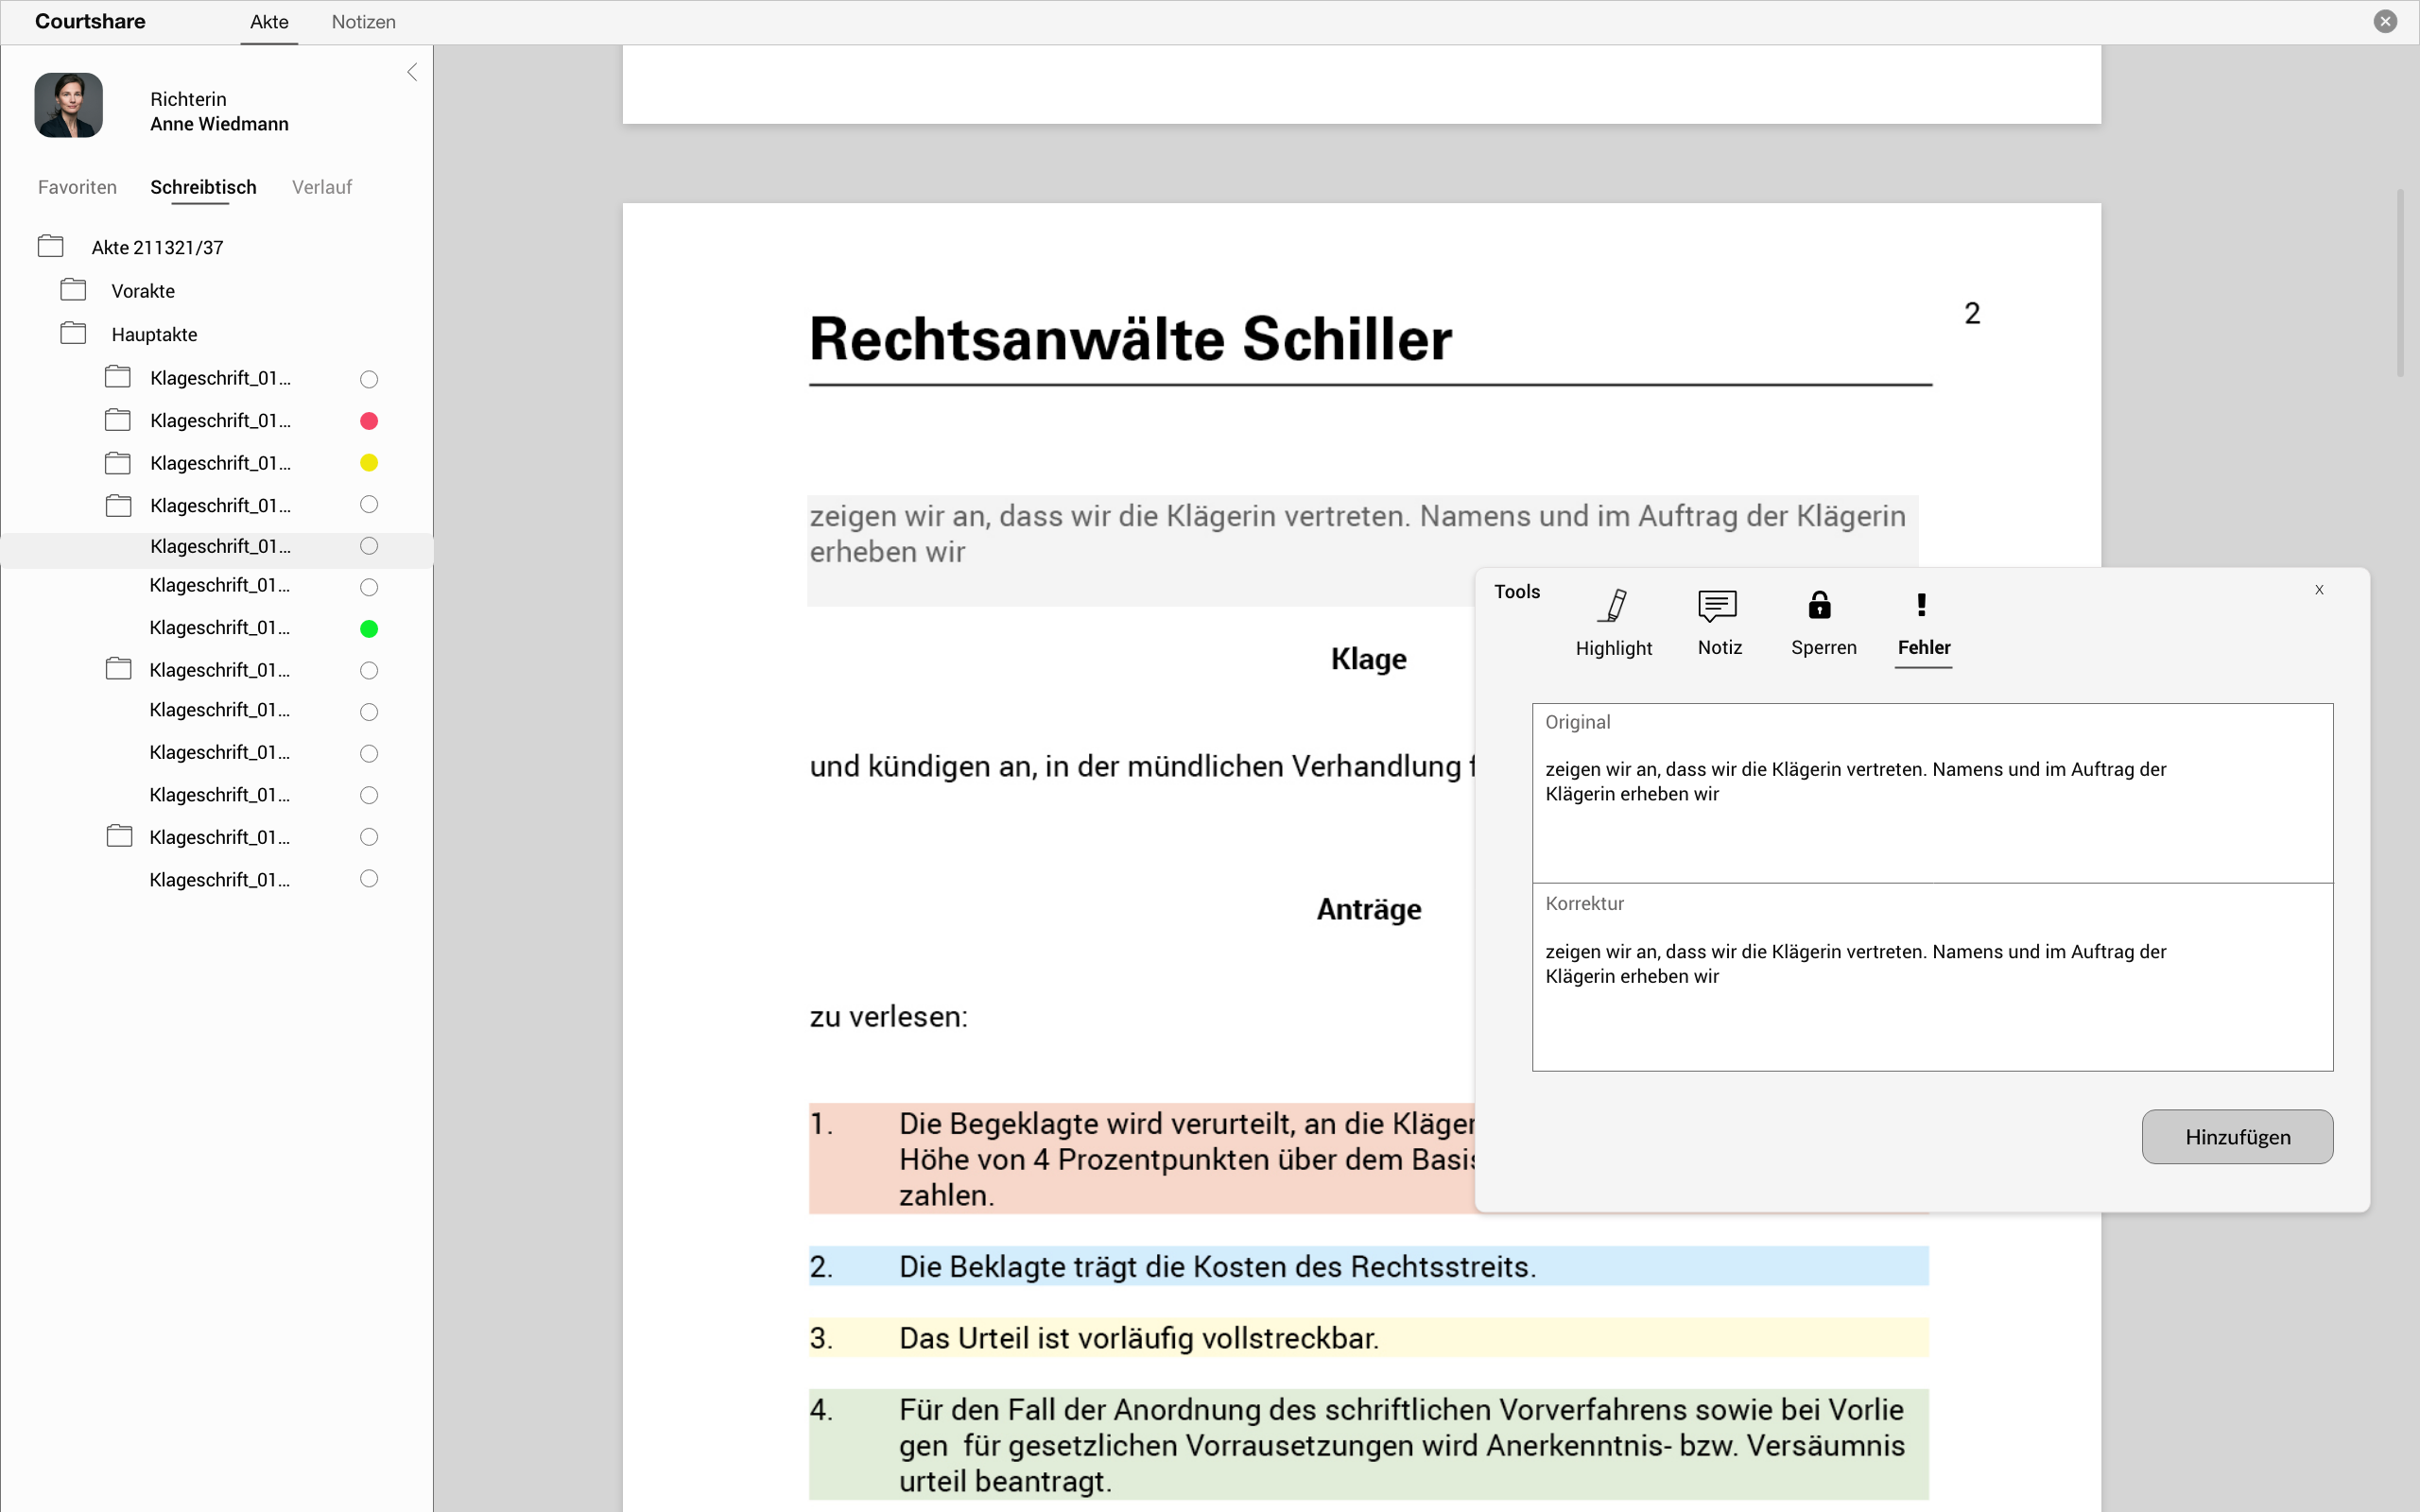 Courtshare
Akte
Notizen
Richterin
Anne Wiedmann
Favoriten
Schreibtisch
Verlauf
Akte 211321/37
Vorakte
Hauptakte
Klageschrift_01...
Klageschrift_01...
Klageschrift_01...
Klageschrift_01...
Klageschrift_01...
Klageschrift_01...
Klageschrift_01...
Klageschrift_01...
Klageschrift_01...
Klageschrift_01...
Klageschrift_01...
Klageschrift_01...
Klageschrift_01...
2
Rechtsanwälte Schiller
zeigen wir an, dass wir die Klägerin vertreten. Namens und im Auftrag der Klägerin
erheben wir
Klage
und kündigen an, in der mündlichen Verhandlung f
Anträge
zu verlesen:
1. Die Begeklagte wird verurteilt, an die Kläger
Höhe von 4 Prozentpunkten über dem Basis
zahlen.
2. Die Beklagte trägt die Kosten des Rechtsstreits.
3. Das Urteil ist vorläufig vollstreckbar.
4. Für den Fall der Anordnung des schriftlichen Vorverfahrens sowie bei Vorlie
gen  für gesetzlichen Vorrausetzungen wird Anerkenntnis- bzw. Versäumnis
urteil beantragt.
Tools
x
Highlight
Notiz
Sperren
Fehler
Original
zeigen wir an, dass wir die Klägerin vertreten. Namens und im Auftrag der
Klägerin erheben wir
Korrektur
zeigen wir an, dass wir die Klägerin vertreten. Namens und im Auftrag der
Klägerin erheben wir
Hinzufügen